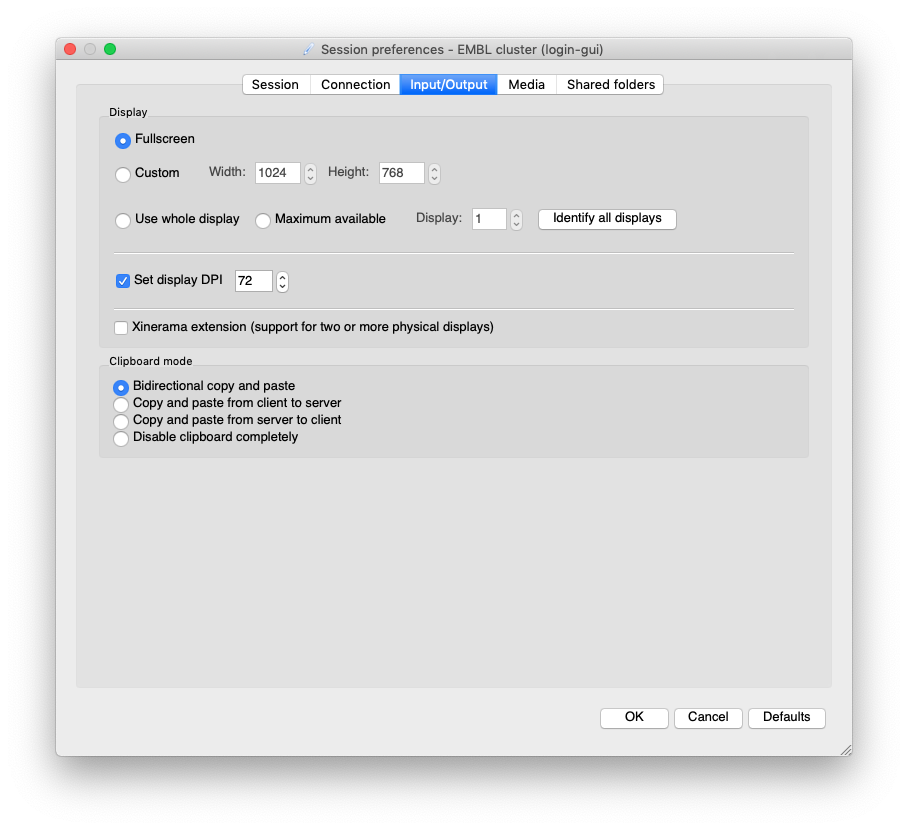 Session preferences - EMBL cluster (login-gui)
Session Connection Input/Output Media Shared folders
Display
Fullscreen
Custom Width: 1024 Height: 768
Use whole display Maximum available Display: 1 Identify all displays
Set display DPI 72
Xinerama extension (support for two or more physical displays)
Clipboard mode
Bidirectional copy and paste
Copy and paste from client to server
Copy and paste from server to client
Disable clipboard completely
OK Cancel Defaults